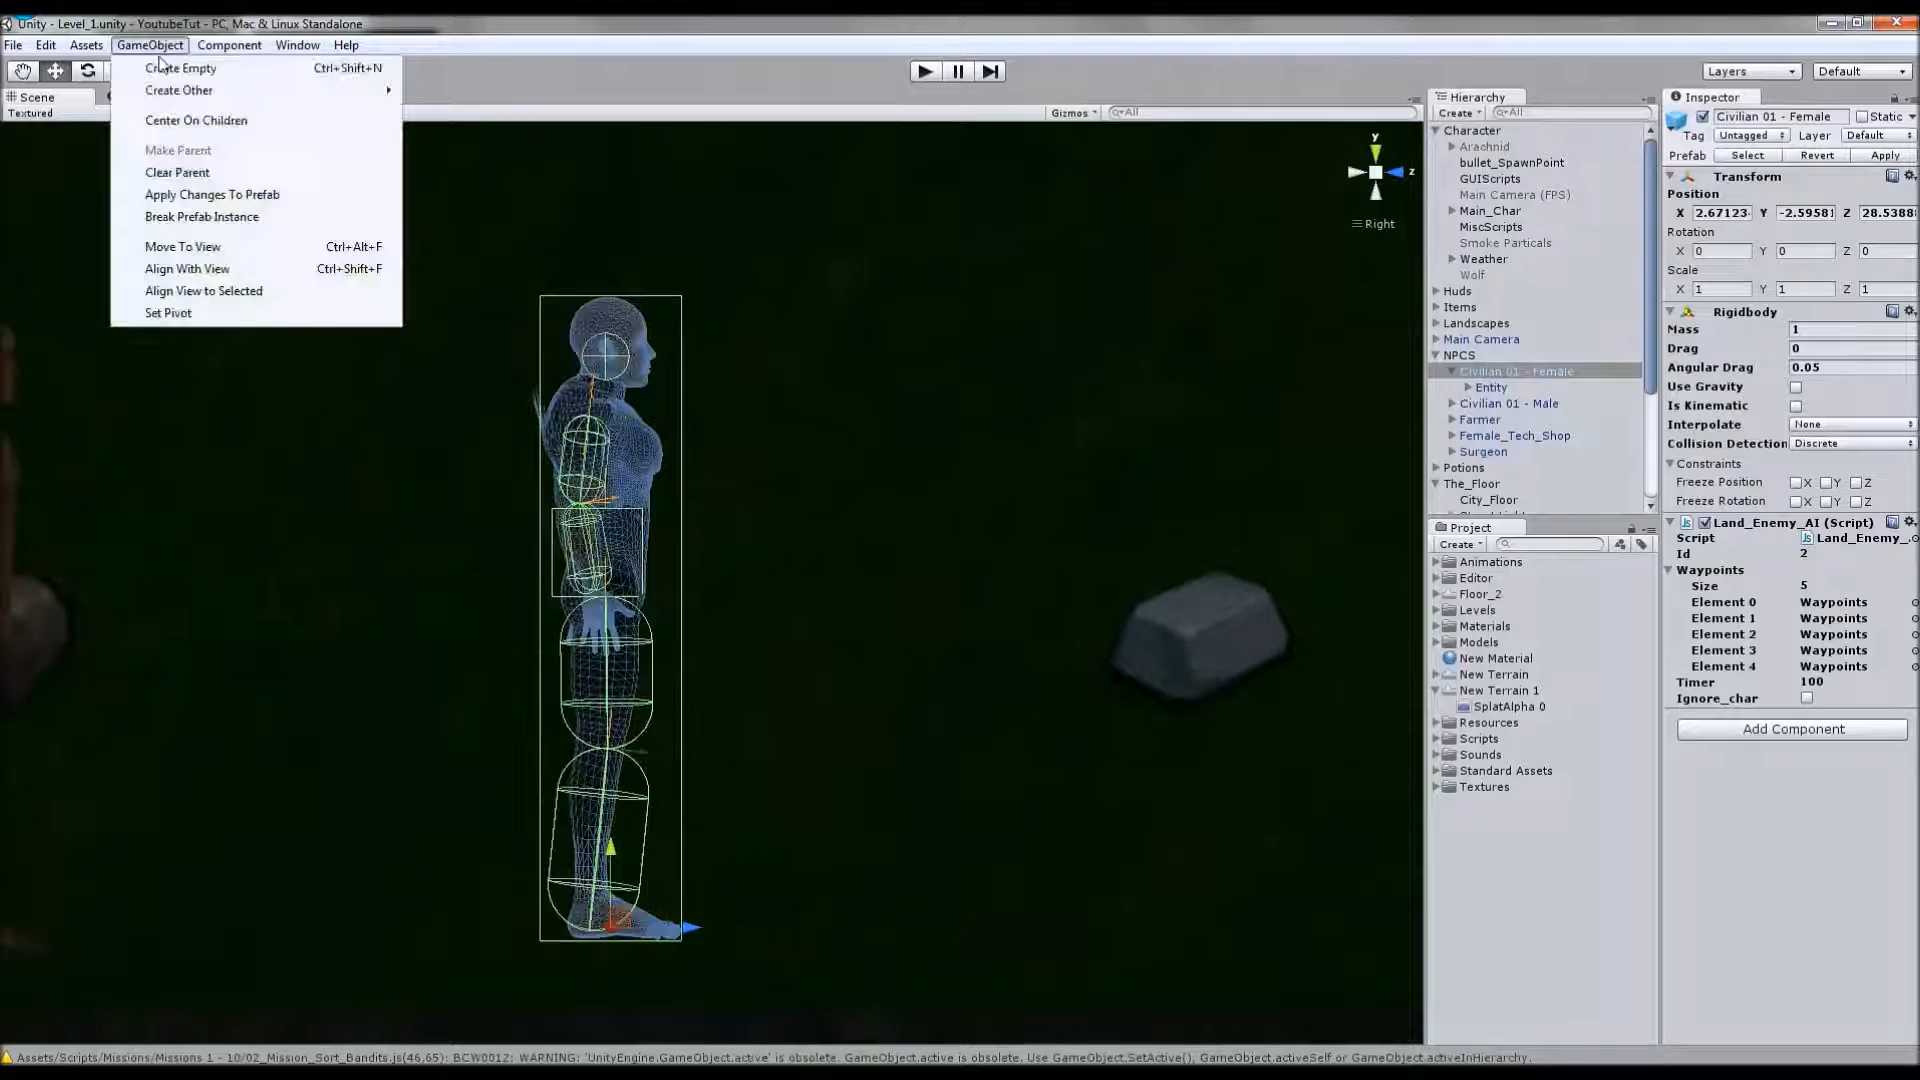 Unity - Level_1.unity - YoutubeTut - PC, Mac & Linux Standalone
File Edit Assets GameObject Component Window Help
Create Empty Ctrl+Shift+N
Create Other
Center On Children
Make Parent
Clear Parent
Apply Changes To Prefab
Break Prefab Instance
Move To View Ctrl+Alt+F
Align With View Ctrl+Shift+F
Align View to Selected
Set Pivot
Layers Default
Scene
Textured
Gizmos All
y
z
Right
Hierarchy
Create All
Character
Arachnid
bullet_SpawnPoint
GUIScripts
Main Camera (FPS)
Main_Char
MiscScripts
Smoke Particals
Weather
Wolf
Huds
Items
Landscapes
Main Camera
NPCS
Civilian 01 - Female
Entity
Civilian 01 - Male
Farmer
Female_Tech_Shop
Surgeon
Potions
The_Floor
City_Floor
Project
Create
Animations
Editor
Floor_2
Levels
Materials
Models
New Material
New Terrain
New Terrain 1
SplatAlpha 0
Resources
Scripts
Sounds
Standard Assets
Textures
Inspector
Civilian 01 - Female Static
Tag Untagged Layer Default
Prefab Select Revert Apply
Transform
Position
X 2.67123 Y -2.5958 Z 28.5388
Rotation
X 0 Y 0 Z 0
Scale
X 1 Y 1 Z 1
Rigidbody
Mass 1
Drag 0
Angular Drag 0.05
Use Gravity
Is Kinematic
Interpolate None
Collision Detection Discrete
Constraints
Freeze Position X Y Z
Freeze Rotation X Y Z
Land_Enemy_AI (Script)
Script Land_Enemy_
Id 2
Waypoints
Size 5
Element 0 Waypoints
Element 1 Waypoints
Element 2 Waypoints
Element 3 Waypoints
Element 4 Waypoints
Timer 100
Ignore_char
Add Component
Assets/Scripts/Missions/Missions 1 - 10/02_Mission_Sort_Bandits.js(46,65): BCW0012: WARNING: 'UnityEngine.GameObject.active' is obsolete. GameObject.active is obsolete. Use GameObject.SetActive(), GameObject.activeSelf or GameObject.activeInHierarchy.